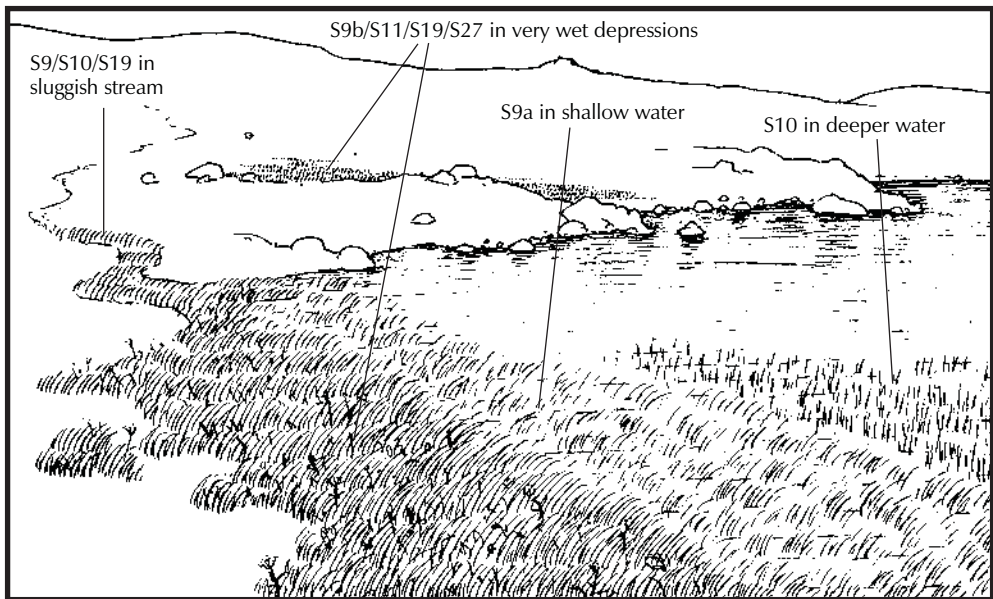 S9b/S11/S19/S27 in very wet depressions
S9/S10/S19 in
sluggish stream
S9a in shallow water
S10 in deeper water